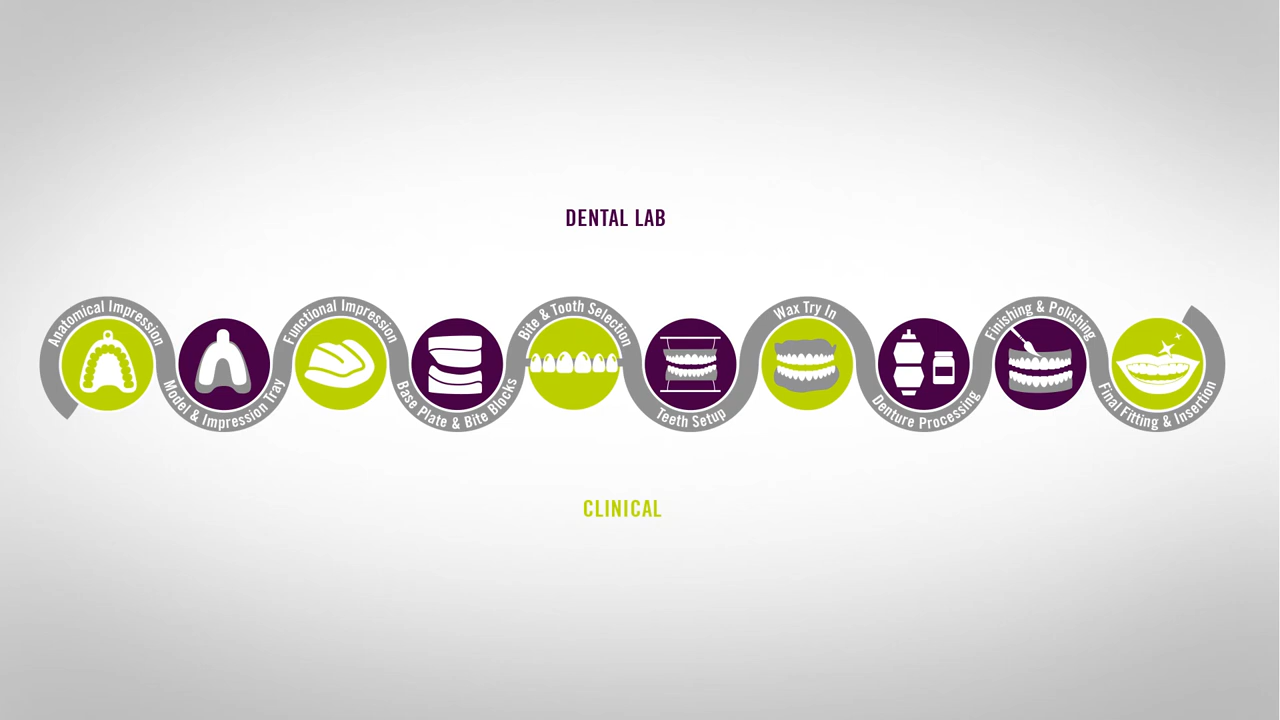 DENTAL LAB
Anatomical Impression
Model & Impression Tray
Functional Impression
Base Plate & Bite Blocks
Bite & Tooth Selection
Teeth Setup
Wax Try In
Denture Processing
Finishing & Polishing
Final Fitting & Insertion
CLINICAL